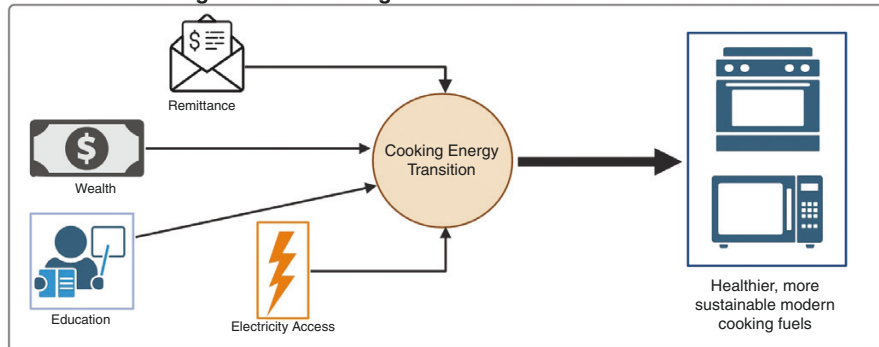 $
Remittance
$
Wealth
Education
Electricity Access
Cooking Energy
Transition
Healthier, more
sustainable modern
cooking fuels